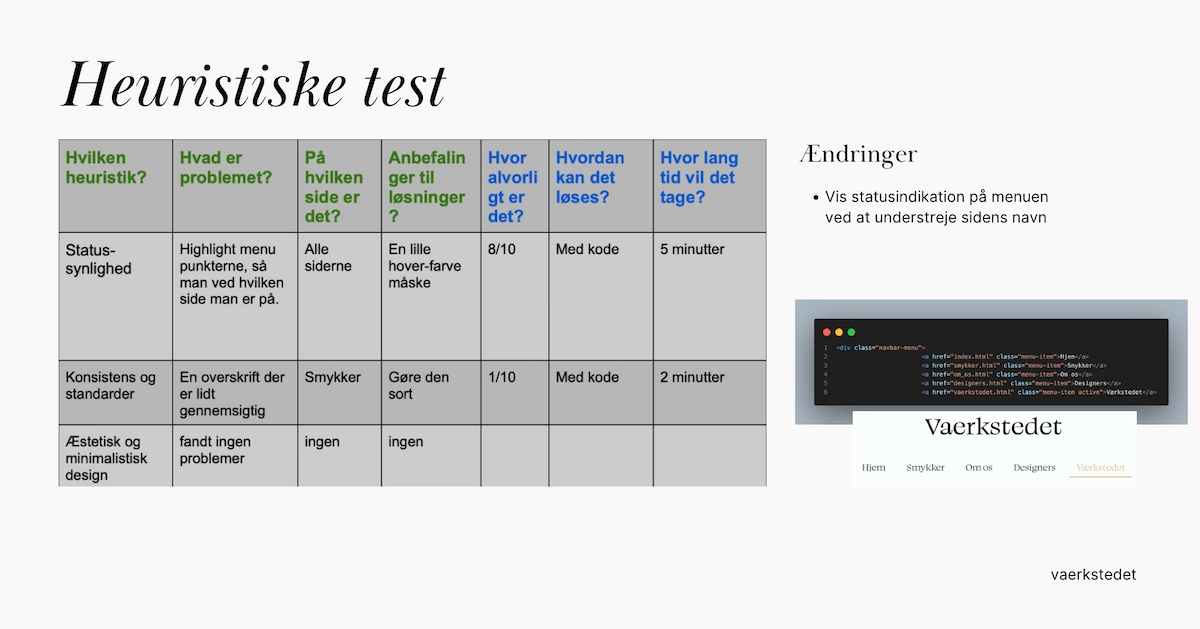 Heuristiske test
Hvilken
heuristik?
Hvad er
problemet?
På
hvilken
side er
det?
Anbefalin
ger til
løsninger
?
Hvor
alvorli
gt er
det?
Hvordan
kan det
løses?
Hvor lang
tid vil det
tage?
Status-
synlighed
Highlight menu
punkterne, så
man ved hvilken
side man er på.
Alle
siderne
En lille
hover-farve
måske
8/10
Med kode
5 minutter
Konsistens og
standarder
En overskrift der
er lidt
gennemsigtig
Smykker
Gøre den
sort
1/10
Med kode
2 minutter
Æstetisk og
minimalistisk
design
fandt ingen
problemer
ingen
ingen
Ændringer
• Vis statusindikation på menuen
ved at understreje sidens navn
1 <div class="navbar-menu">
2 <a href="index.html" class="menu-item">Hjem</a>
3 <a href="smykker.html" class="menu-item">Smykker</a>
4 <a href="om_os.html" class="menu-item">Om os</a>
5 <a href="designers.html" class="menu-item">Designers</a>
6 <a href="vaerkstedet.html" class="menu-item active">Værkstedet</a>
Vaerkstedet
Hjem Smykker Om os Designers Værkstedet
vaerkstedet